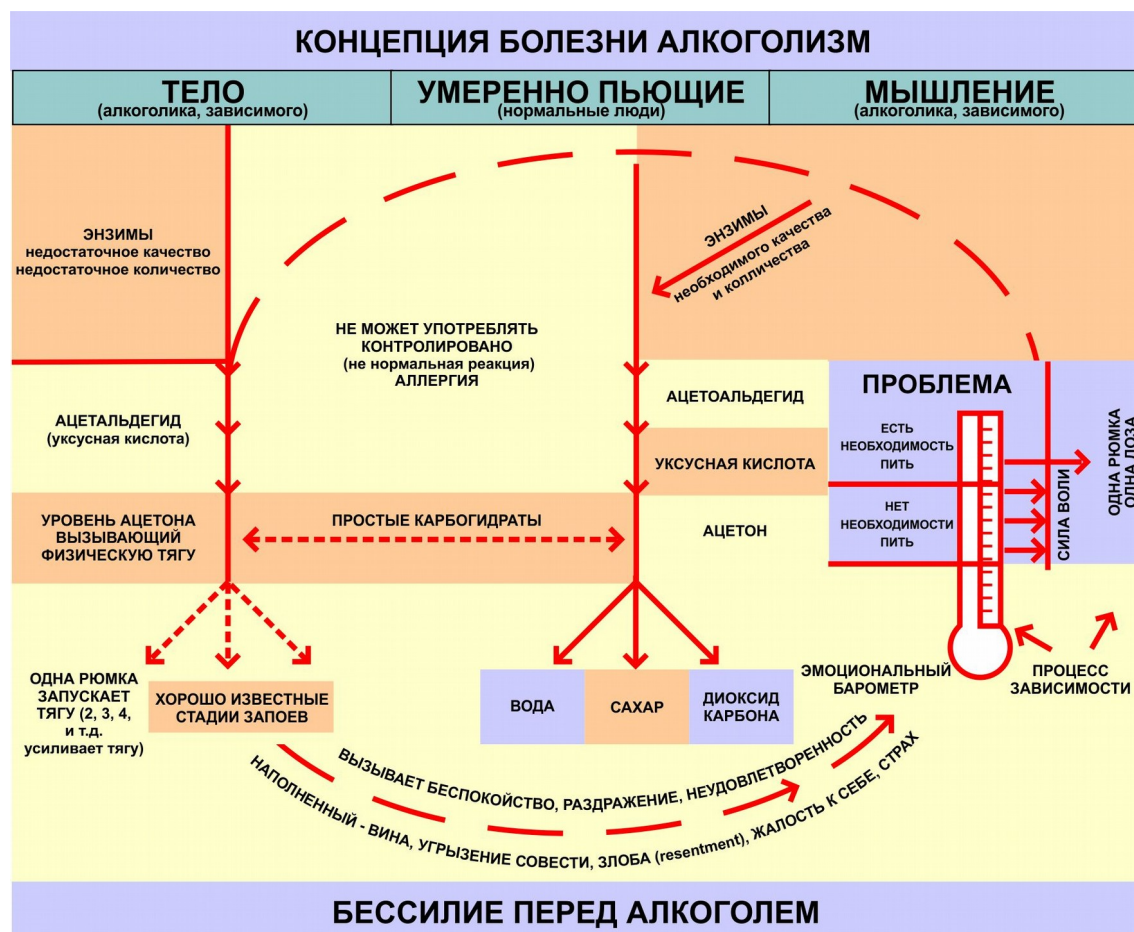 КОНЦЕПЦИЯ БОЛЕЗНИ АЛКОГОЛИЗМ
ТЕЛО
(алкоголика, зависимого)
УМЕРЕННО ПЬЮЩИЕ
(нормальные люди)
МЫШЛЕНИЕ
(алкоголика, зависимого)
ЭНЗИМЫ
недостаточное качество
недостаточное количество
ЭНЗИМЫ
необходимого качества
и колличества
НЕ МОЖЕТ УПОТРЕБЛЯТЬ
КОНТРОЛИРОВАНО
(не нормальная реакция)
АЛЛЕРГИЯ
АЦЕТАЛЬДЕГИД
(уксусная кислота)
АЦЕТОАЛЬДЕГИД
УКСУСНАЯ КИСЛОТА
АЦЕТОН
ПРОБЛЕМА
ЕСТЬ
НЕОБХОДИМОСТЬ
ПИТЬ
НЕТ
НЕОБХОДИМОСТИ
ПИТЬ
СИЛА ВОЛИ
ОДНА РЮМКА
ОДНА ДОЗА
УРОВЕНЬ АЦЕТОНА
ВЫЗЫВАЮЩИЙ
ФИЗИЧЕСКУЮ ТЯГУ
ПРОСТЫЕ КАРБОГИДРАТЫ
ОДНА РЮМКА
ЗАПУСКАЕТ
ТЯГУ (2, 3, 4,
и т.д.
усиливает тягу)
ХОРОШО ИЗВЕСТНЫЕ
СТАДИИ ЗАПОЕВ
ВОДА
САХАР
ДИОКСИД
КАРБОНА
ЭМОЦИОНАЛЬНЫЙ
БАРОМЕТР
ПРОЦЕСС
ЗАВИСИМОСТИ
ВЫЗЫВАЕТ БЕСПОКОЙСТВО, РАЗДРАЖЕНИЕ, НЕУДОВЛЕТВОРЕННОСТЬ
НАПОЛНЕННЫЙ - ВИНА, УГРЫЗЕНИЕ СОВЕСТИ, ЗЛОБА (resentment), ЖАЛОСТЬ К СЕБЕ, СТРАХ
БЕССИЛИЕ ПЕРЕД АЛКОГОЛЕМ